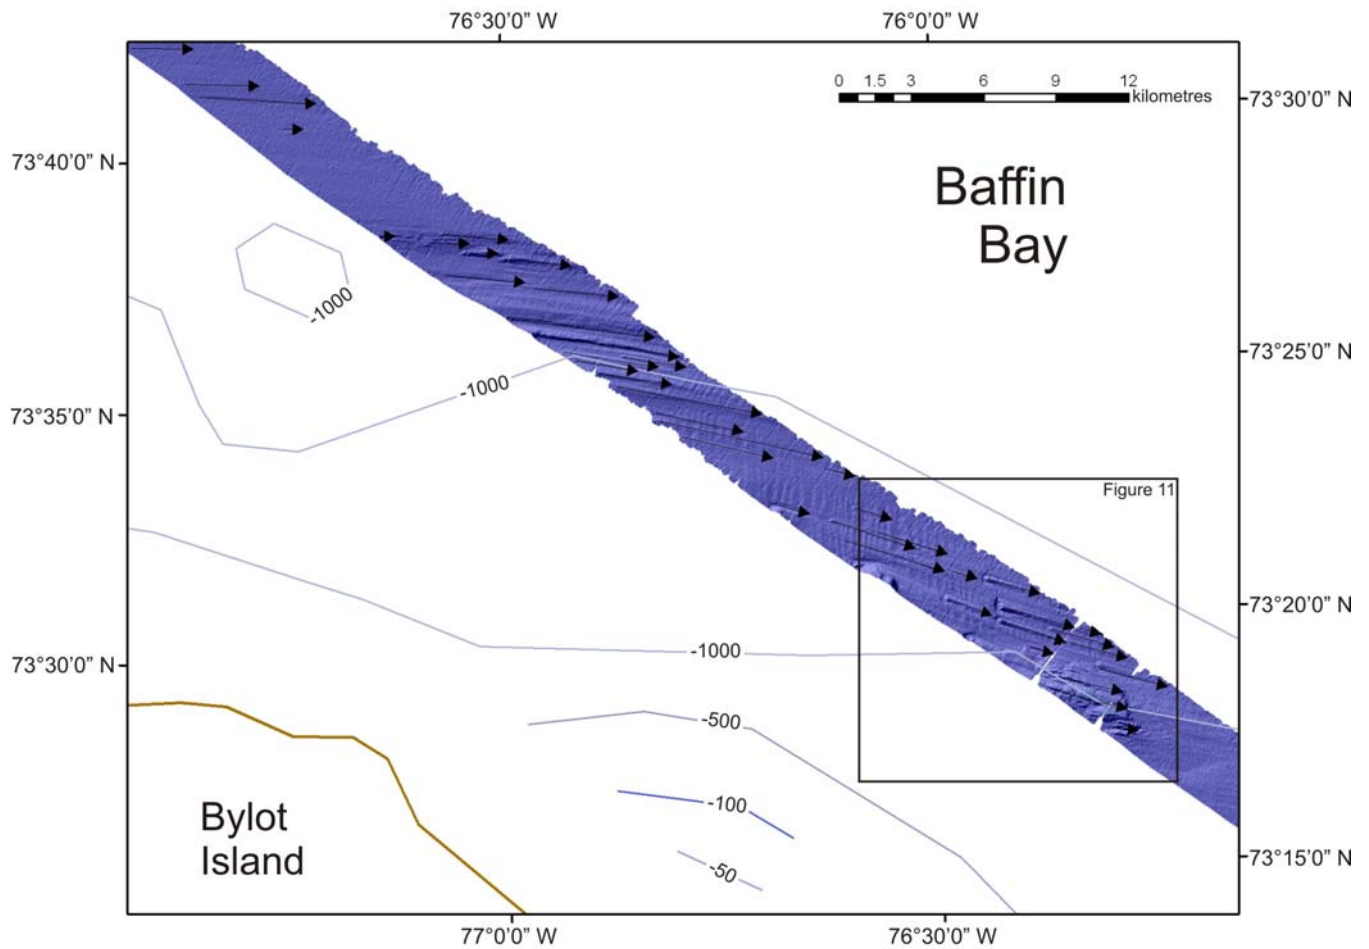 76°30’0” W
76°0’0” W
0 1.5 3 6 9 12
kilometres
73°30’0” N
73°40’0” N
Baffin
Bay
-1000
73°25’0” N
-1000
73°35’0” N
Figure 11
73°20’0” N
-1000
73°30’0” N
-500
-100
Bylot
Island
-50
73°15’0” N
77°0’0” W
76°30’0” W